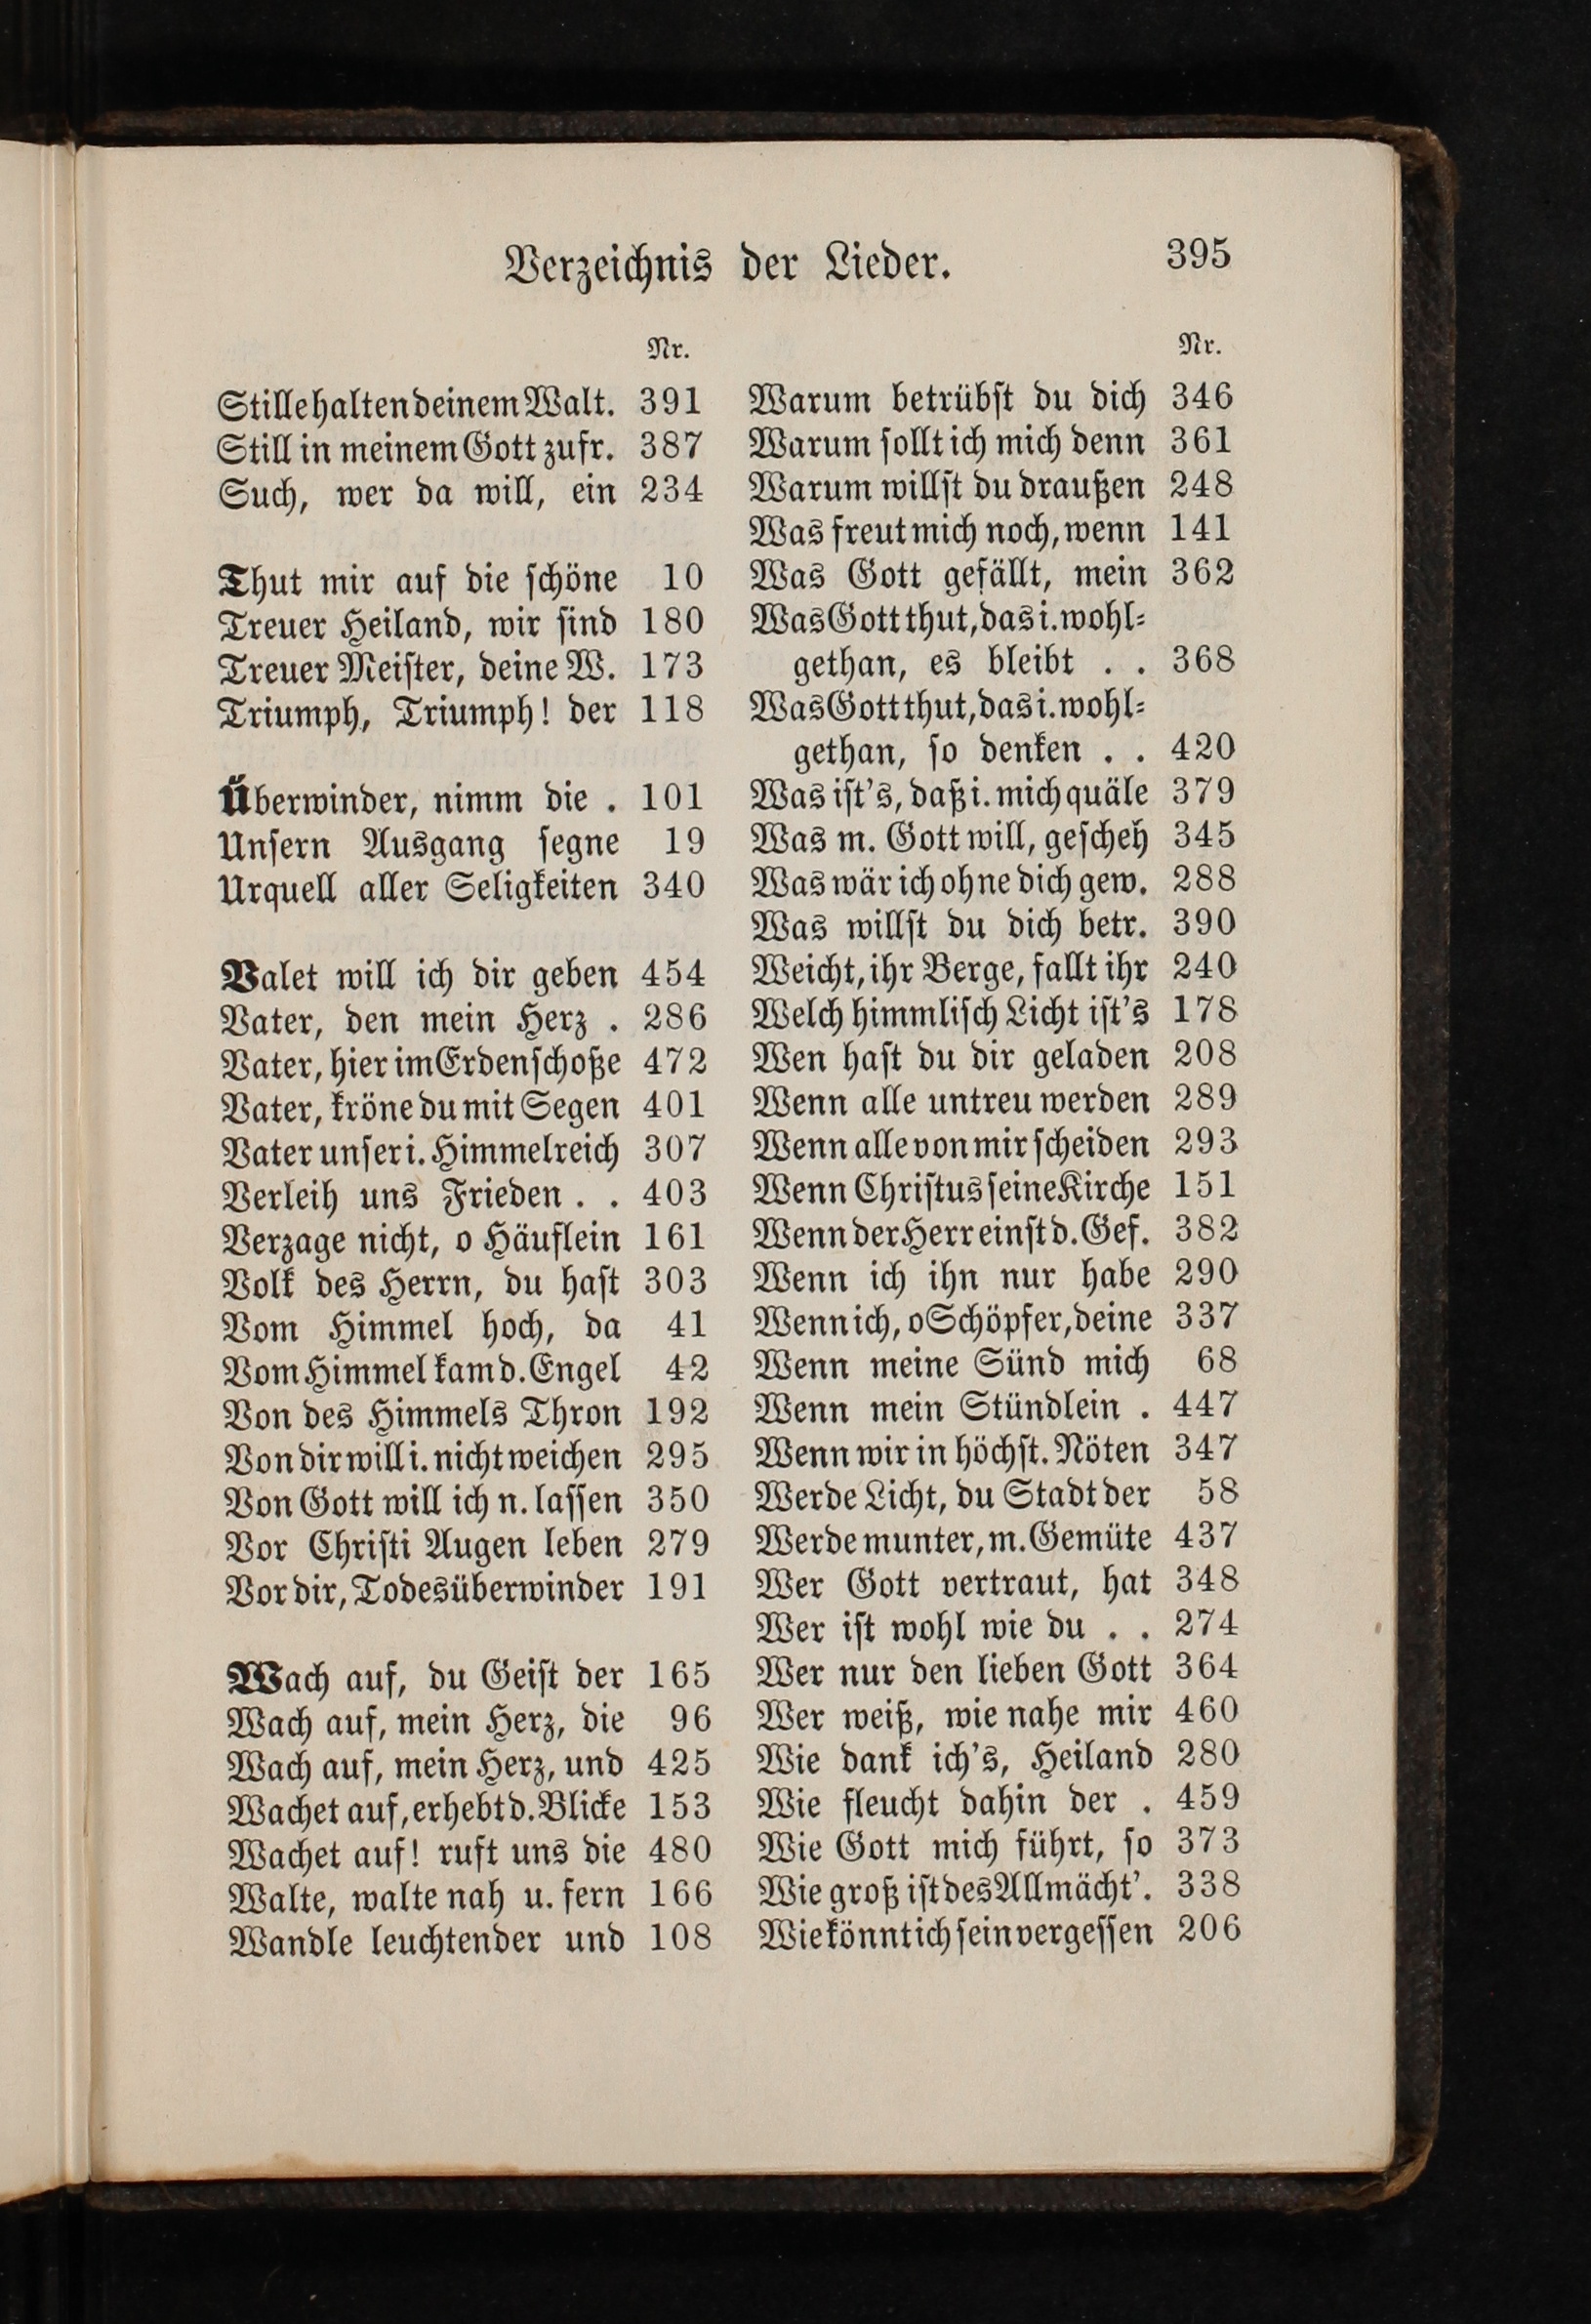 Verzeichnis der Lieder. 395
Nr.
Stille halten deinem Walt. 391
Still in meinem Gott zufr. 387
Such, wer da will, ein 234
Thut mir auf die schöne 10
Treuer Heiland, wir sind 180
Treuer Meister, deine W. 173
Triumph, Triumph! der 118
Überwinder, nimm die . 101
Unsern Ausgang segne 19
Urquell aller Seligkeiten 340
Valet will ich dir geben 454
Vater, den mein Herz . 286
Vater, hier im Erdenschoße 472
Vater, kröne du mit Segen 401
Vater unser i. Himmelreich 307
Verleih uns Frieden . . 403
Verzage nicht, o Häuflein 161
Volk des Herrn, du hast 303
Vom Himmel hoch, da 41
Vom Himmel kam d. Engel 42
Von des Himmels Thron 192
Von dir will i. nicht weichen 295
Von Gott will ich n. lassen 350
Vor Christi Augen leben 279
Vor dir, Todesüberwinder 191
Wach auf, du Geist der 165
Wach auf, mein Herz, die 96
Wach auf, mein Herz, und 425
Wachet auf, erhebt d. Blicke 153
Wachet auf! ruft uns die 480
Walte, walte nah u. fern 166
Wandle leuchtender und 108
Nr.
Warum betrübst du dich 346
Warum sollt ich mich denn 361
Warum willst du draußen 248
Was freut mich noch, wenn 141
Was Gott gefällt, mein 362
Was Gott thut, das i. wohl-
gethan, es bleibt . . 368
Was Gott thut, das i. wohl-
gethan, so denken . . 420
Was ist's, daß i. mich quäle 379
Was m. Gott will, gescheh 345
Was wär ich ohne dich gew. 288
Was willst du dich betr. 390
Weicht, ihr Berge, fallt ihr 240
Welch himmlisch Licht ist's 178
Wen hast du dir geladen 208
Wenn alle untreu werden 289
Wenn alle von mir scheiden 293
Wenn Christus seine Kirche 151
Wenn der Herr einst d. Gef. 382
Wenn ich ihn nur habe 290
Wenn ich, o Schöpfer, deine 337
Wenn meine Sünd mich 68
Wenn mein Stündlein . 447
Wenn wir in höchst. Nöten 347
Werde Licht, du Stadt der 58
Werde munter, m. Gemüte 437
Wer Gott vertraut, hat 348
Wer ist wohl wie du . . 274
Wer nur den lieben Gott 364
Wer weiß, wie nahe mir 460
Wie dank ich's, Heiland 280
Wie fleucht dahin der . 459
Wie Gott mich führt, so 373
Wie groß ist des Allmächt'. 338
Wie könnt ich sein vergessen 206